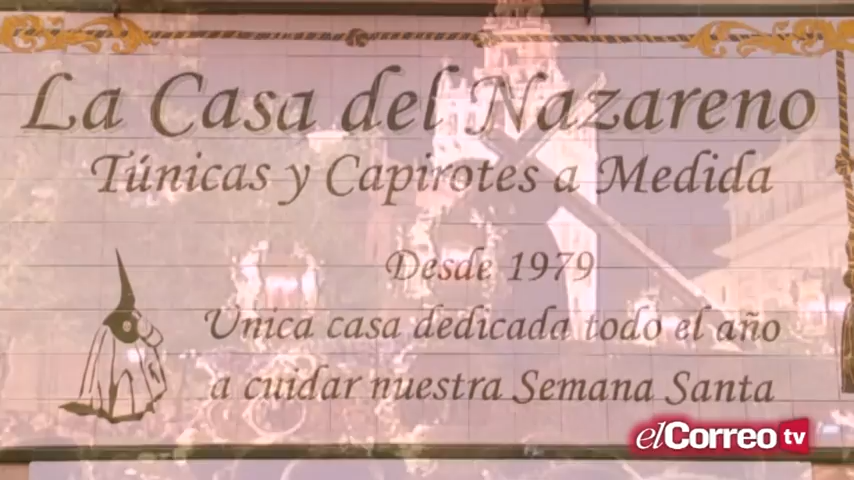 La Casa del Nazareno
Túnicas y Capirotes a Medida
Desde 1979
Unica casa dedicada todo el año
a cuidar nuestra Semana Santa
elCorreo tv